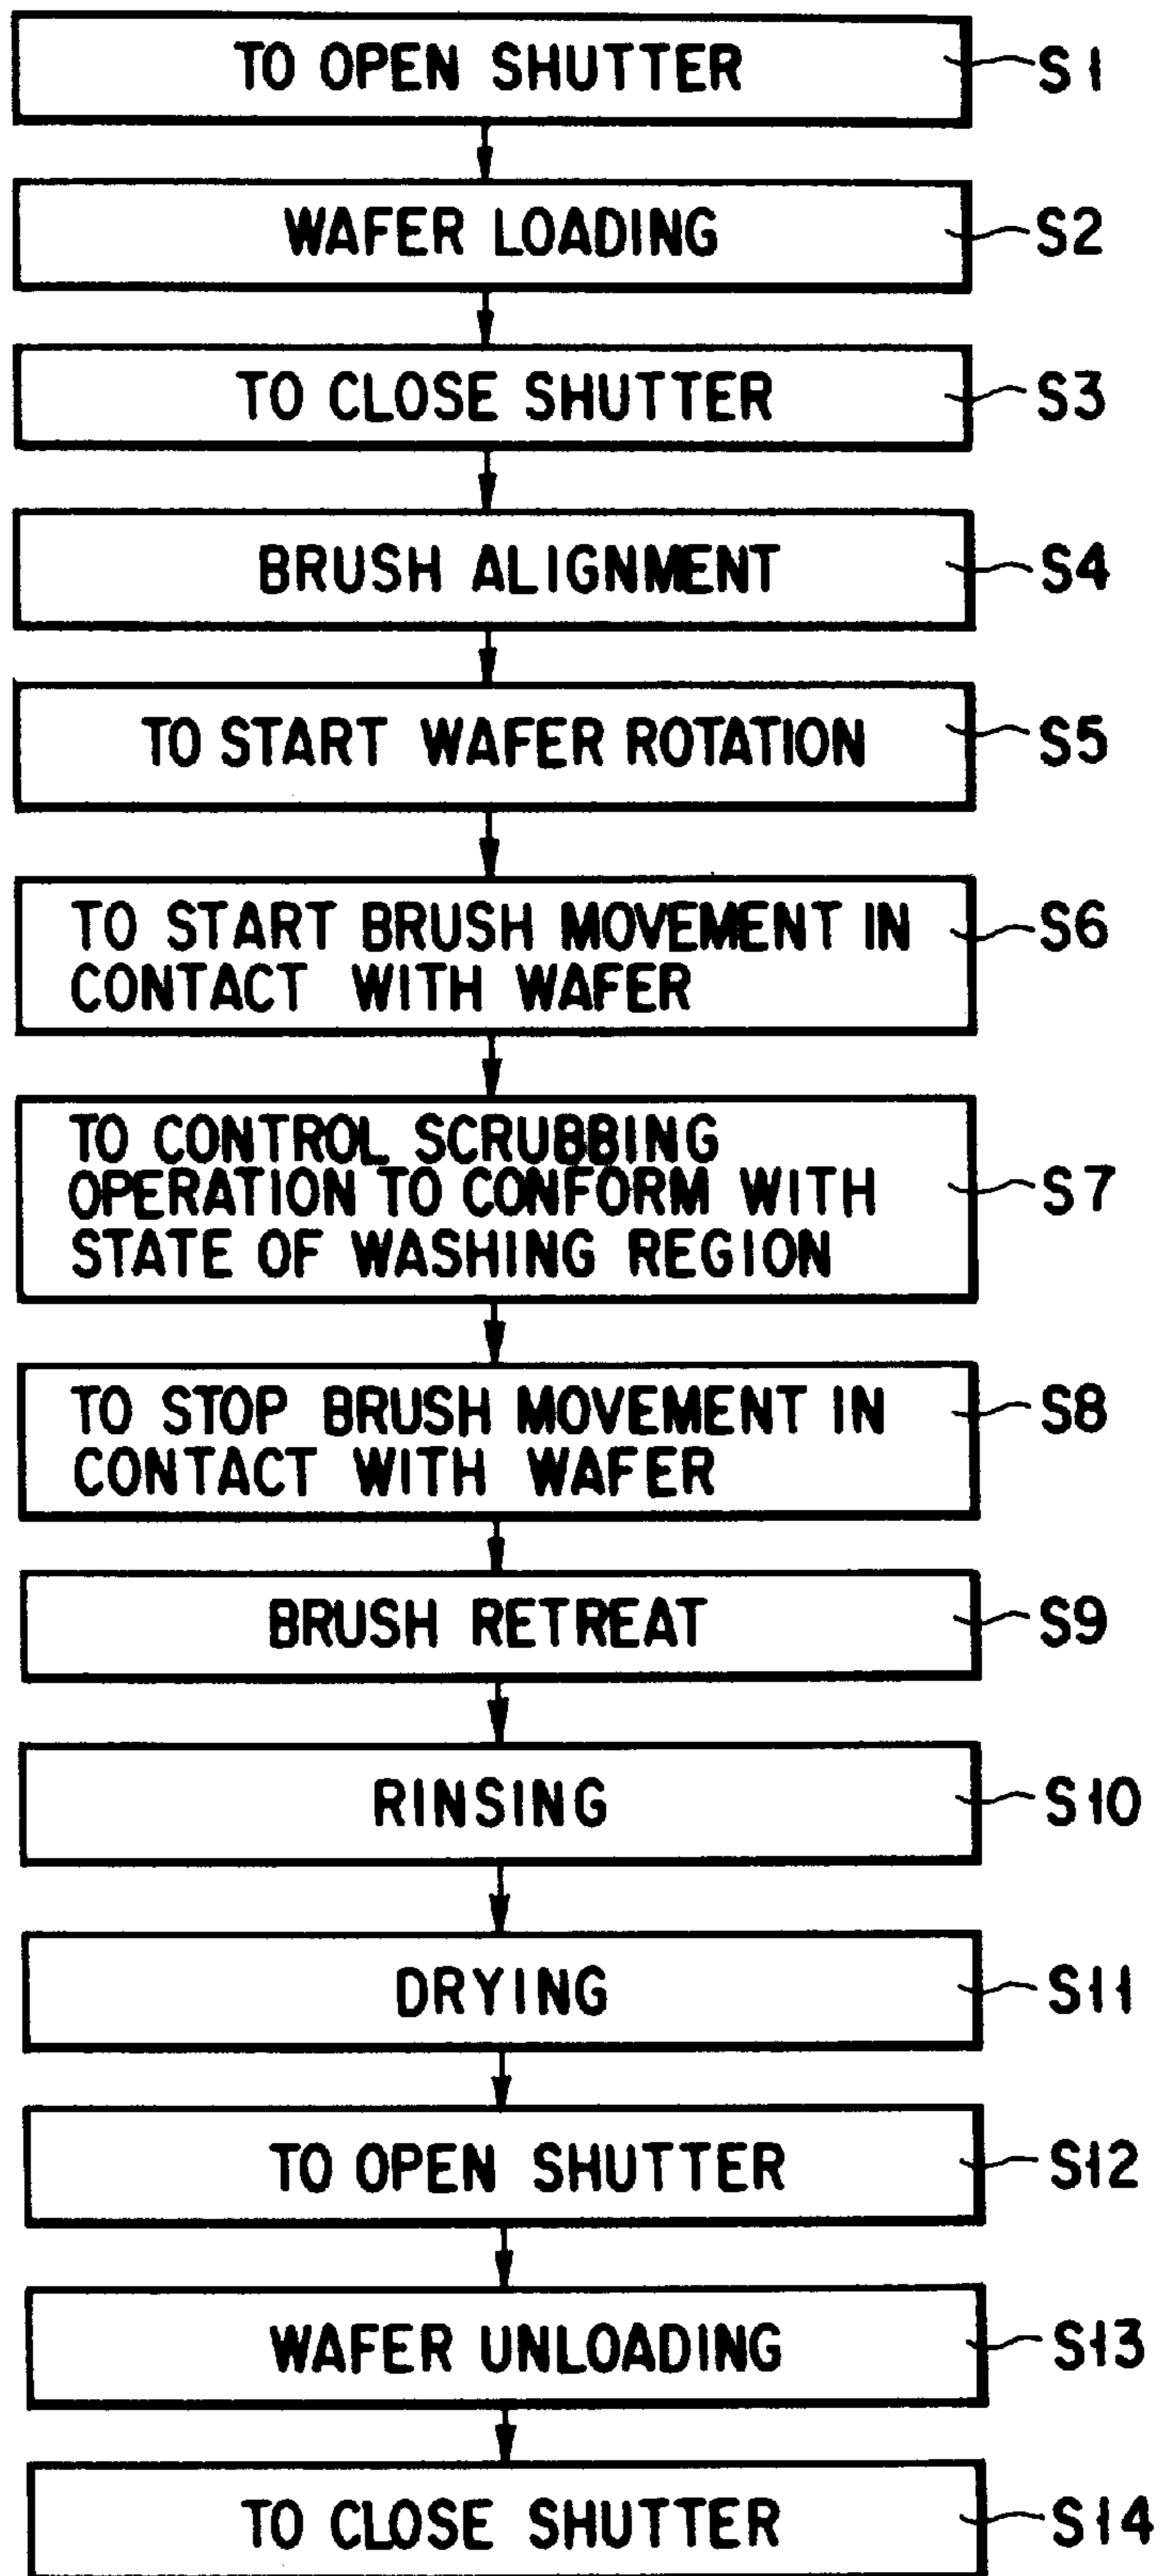 TO OPEN SHUTTER S1
WAFER LOADING S2
TO CLOSE SHUTTER S3
BRUSH ALIGNMENT S4
TO START WAFER ROTATION S5
TO START BRUSH MOVEMENT IN S6
CONTACT WITH WAFER
TO CONTROL SCRUBBING
OPERATION TO CONFORM WITH S7
STATE OF WASHING REGION
TO STOP BRUSH MOVEMENT IN S8
CONTACT WITH WAFER
BRUSH RETREAT S9
RINSING S10
DRYING S11
TO OPEN SHUTTER S12
WAFER UNLOADING S13
TO CLOSE SHUTTER S14